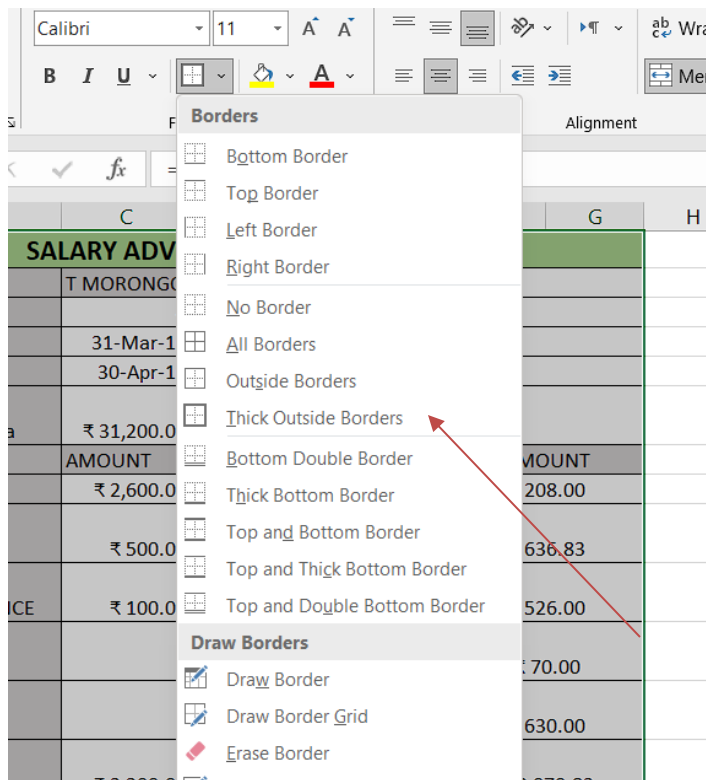 Calibri 11 A A ab c Wra
B I U A Mer
F Alignment
fx =
C G H
SALARY ADV
T MORONGO
31-Mar-1
30-Apr-1
a ₹ 31,200.0
AMOUNT MOUNT
₹ 2,600.0 208.00
₹ 500.0 636.83
ICE ₹ 100.0 526.00
₹ 70.00
630.00
Borders
Bottom Border
Top Border
Left Border
Right Border
No Border
All Borders
Outside Borders
Thick Outside Borders
Bottom Double Border
Thick Bottom Border
Top and Bottom Border
Top and Thick Bottom Border
Top and Double Bottom Border
Draw Borders
Draw Border
Draw Border Grid
Erase Border